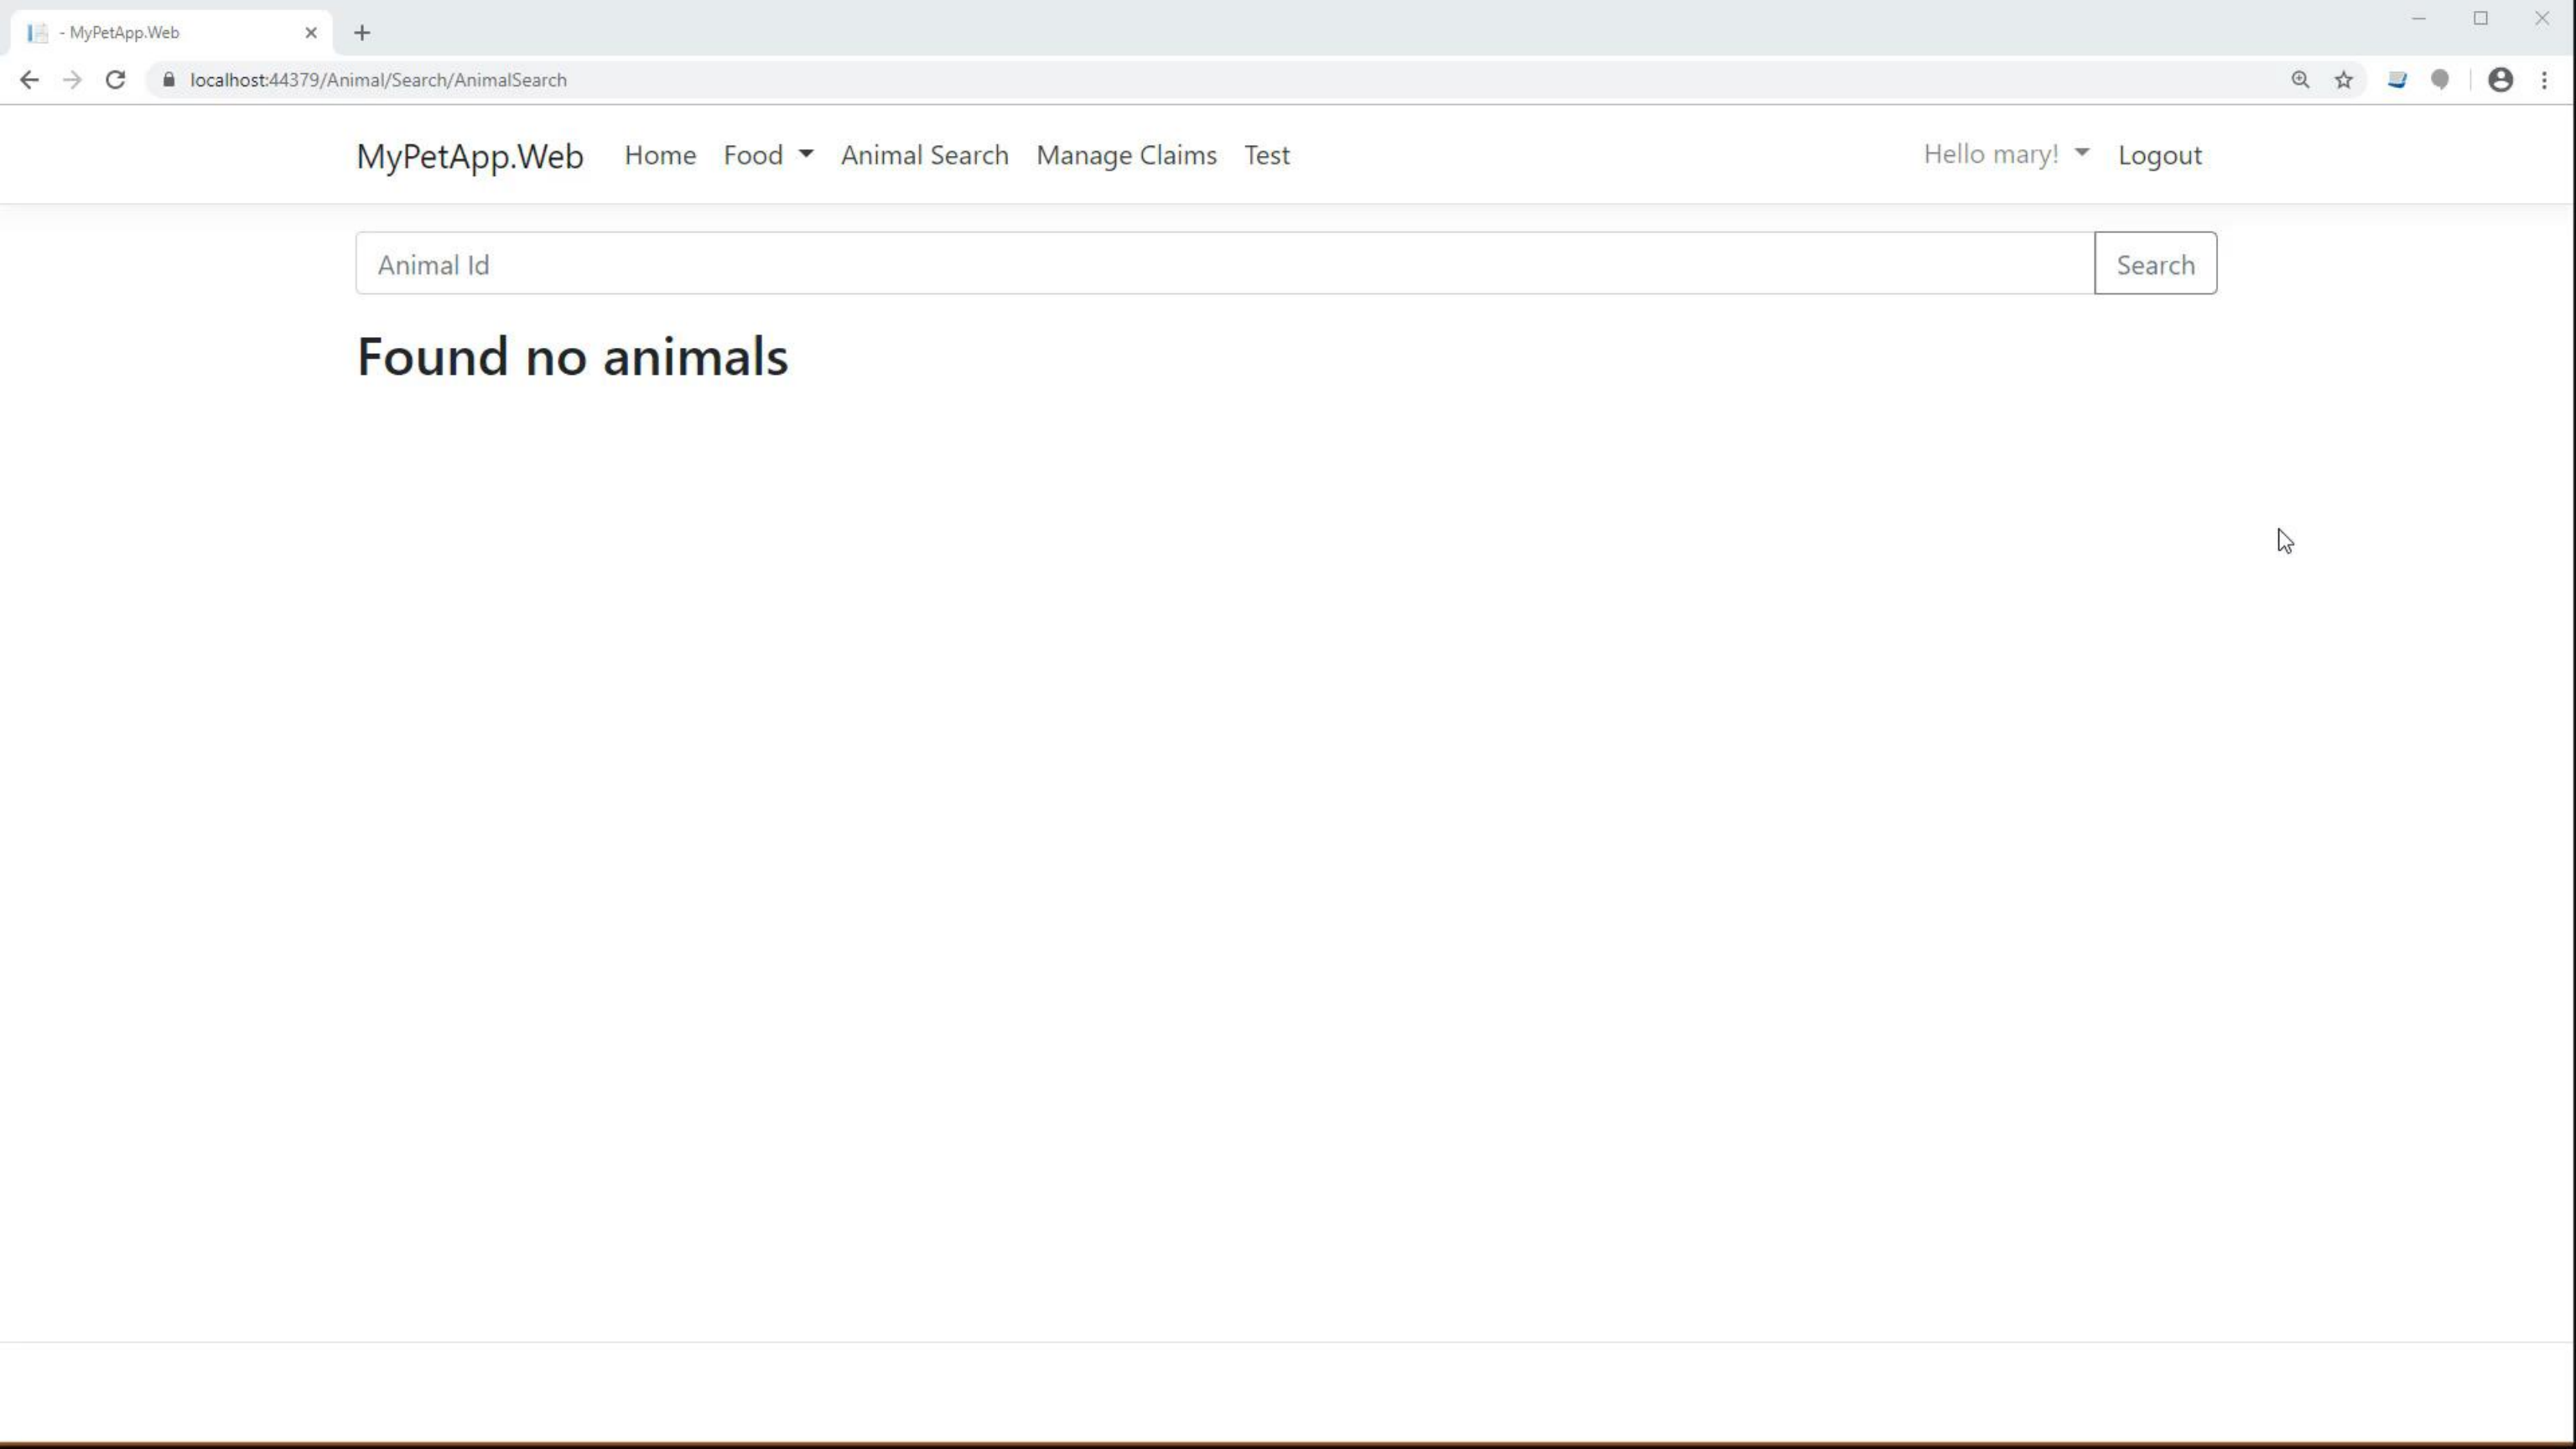 - MyPetApp.Web
localhost:44379/Animal/Search/AnimalSearch
MyPetApp.Web Home Food Animal Search Manage Claims Test Hello mary! Logout
Animal Id Search
Found no animals